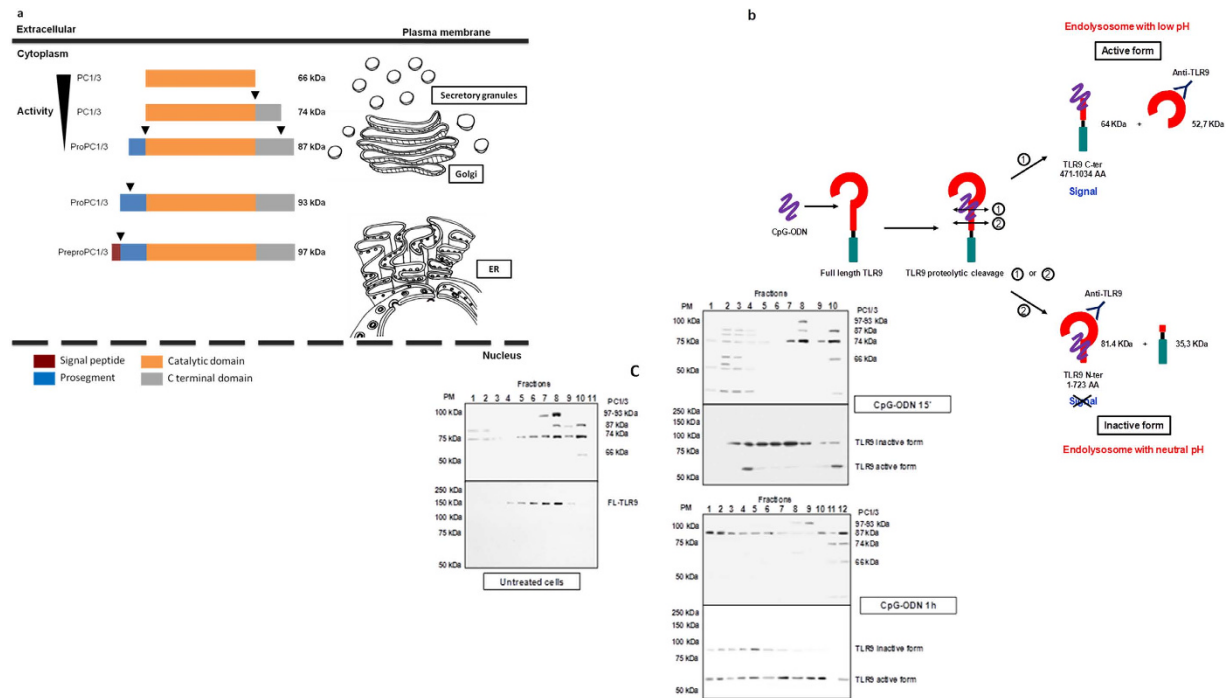 a
Extracellular
Plasma membrane
Cytoplasm
Activity
PC1/3
66 kDa
PC1/3
74 kDa
ProPC1/3
87 kDa
ProPC1/3
93 kDa
PreproPC1/3
97 kDa
Secretory granules
Golgi
ER
Nucleus
Signal peptide
Catalytic domain
Prosegment
C terminal domain
b
Endolysosome with low pH
Active form
Anti-TLR9
64 KDa
+
52,7 KDa
TLR9 C-ter
471-1034 AA
Signal
1
CpG-ODN
Full length TLR9
1
2
TLR9 proteolytic cleavage
1 or 2
2
Anti-TLR9
81.4 KDa
+
35,3 KDa
TLR9 N-ter
1-723 AA
Signal
Inactive form
Endolysosome with neutral pH
C
Fractions
PM
1 2 3 4 5 6 7 8 9 10 11
PC1/3
100 kDa
97-93 kDa
87 kDa
75 kDa
74 kDa
66 kDa
50 kDa
250 kDa
150 kDa
FL-TLR9
100 kDa
75 kDa
50 kDa
Untreated cells
Fractions
PM
1 2 3 4 5 6 7 8 9 10
PC1/3
100 kDa
97-93 kDa
87 kDa
75 kDa
74 kDa
66 kDa
50 kDa
CpG-ODN 15'
250 kDa
150 kDa
100 kDa
TLR9 Inactive form
75 kDa
TLR9 active form
50 kDa
Fractions
PM
1 2 3 4 5 6 7 8 9 10 11 12
PC1/3
100 kDa
97-93 kDa
87 kDa
75 kDa
74 kDa
66 kDa
50 kDa
CpG-ODN 1h
250 kDa
150 kDa
100 kDa
TLR9 Inactive form
75 kDa
TLR9 active form
50 kDa